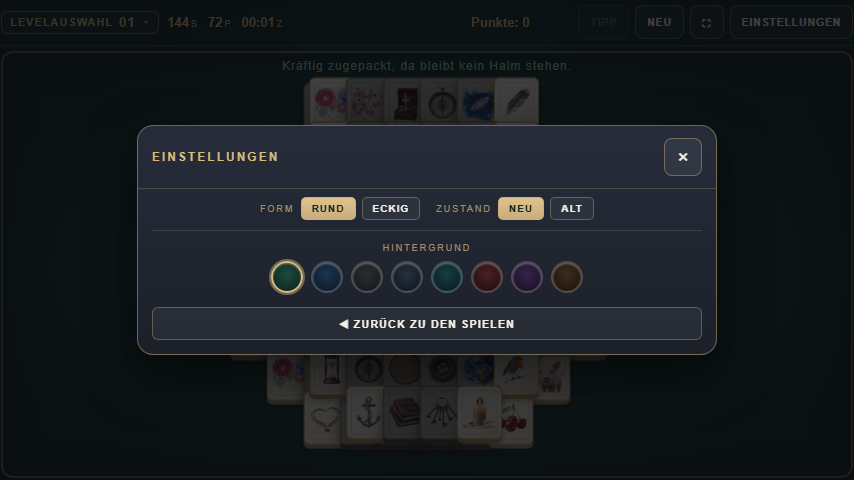 LEVELAUSWAHL 01 144S 72P 00:01Z Punkte: 0 TIPP NEU EINSTELLUNGEN
Kräftig zugepackt, da bleibt kein Halm stehen.
EINSTELLUNGEN ×
FORM RUND ECKIG ZUSTAND NEU ALT
HINTERGRUND
◀ ZURÜCK ZU DEN SPIELEN